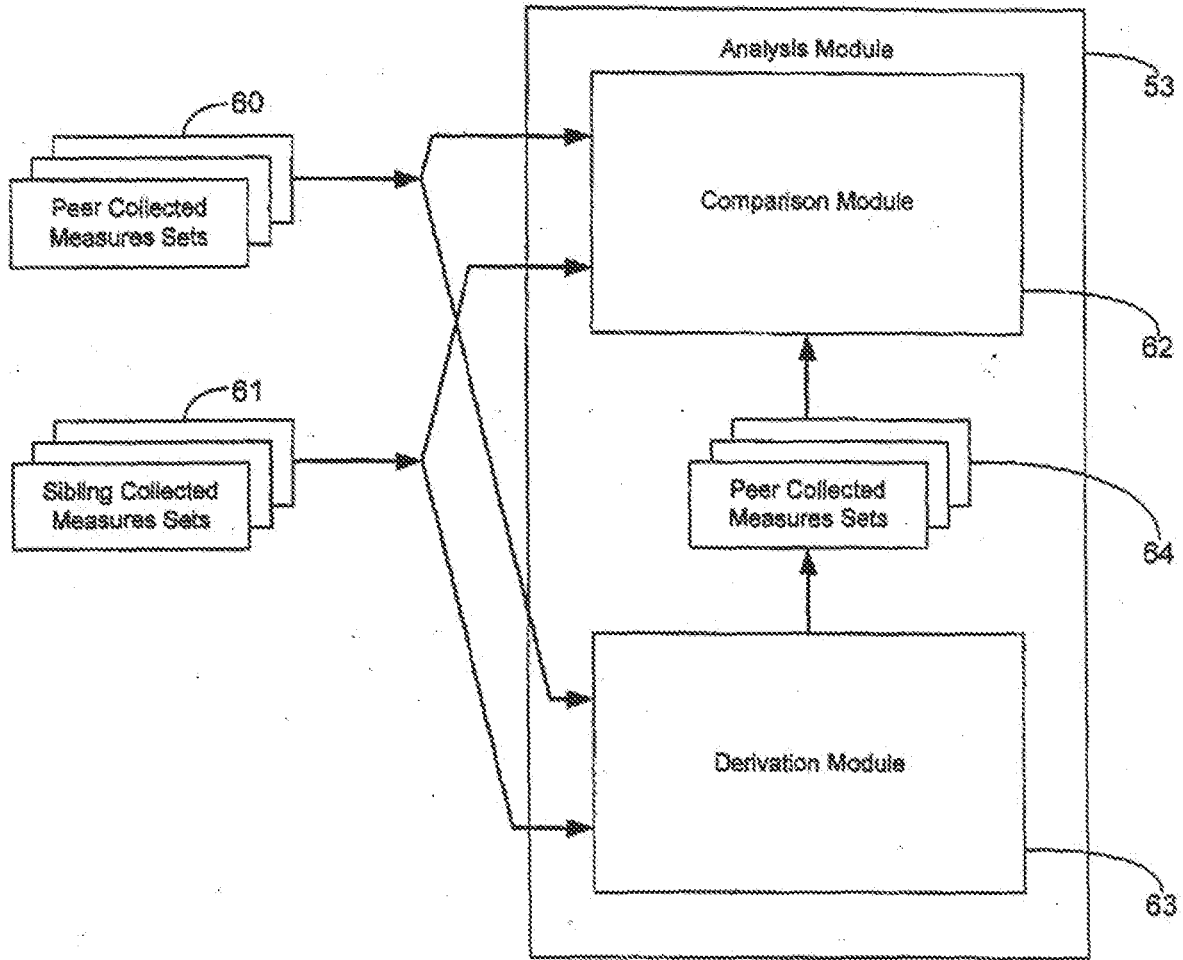 Analysis Module
53
60
Peer Collected
Measures Sets
Comparison Module
62
61
Sibling Collected
Measures Sets
Peer Collected
Measures Sets
64
Derivation Module
63